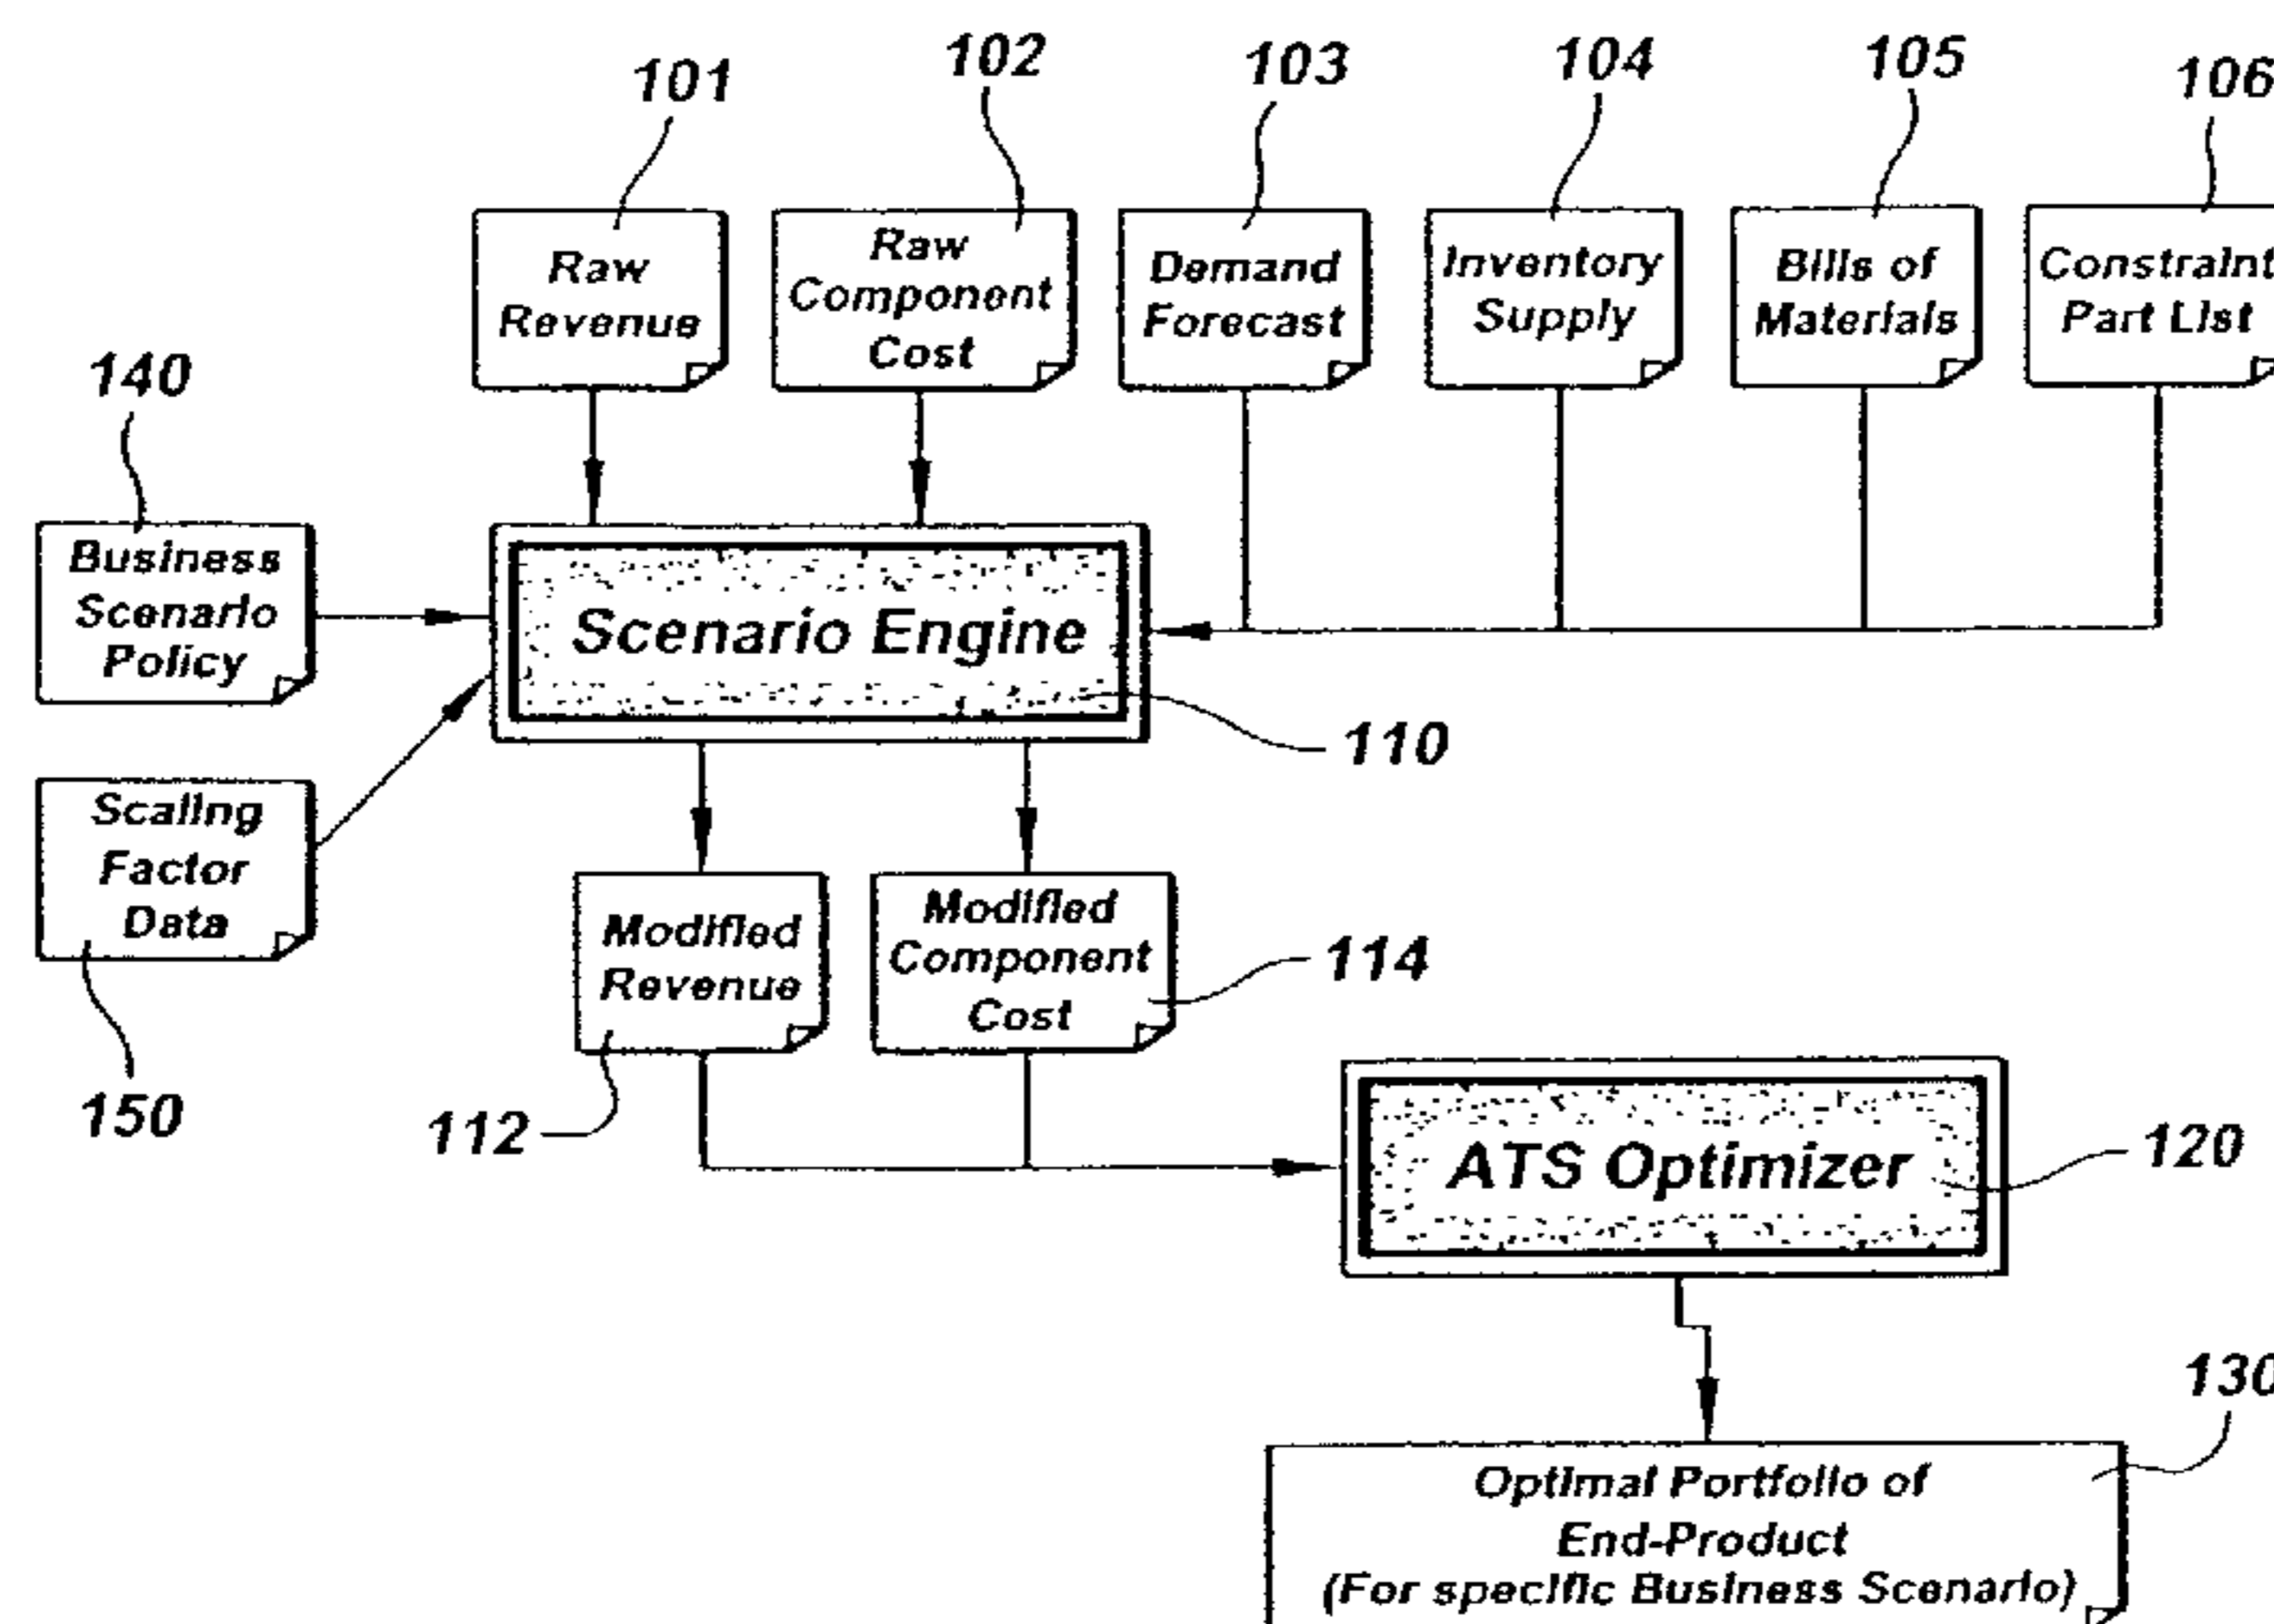 101
102
103
104
105
106
Raw
Revenue
Raw
Component
Cost
Demand
Forecast
Inventory
Supply
Bills of
Materials
Constraint
Part List
140
Business
Scenario
Policy
Scenario Engine
110
Scaling
Factor
Data
150
Modified
Revenue
112
Modified
Component
Cost
114
ATS Optimizer
120
130
Optimal Portfolio of
End-Product
(For specific Business Scenario)